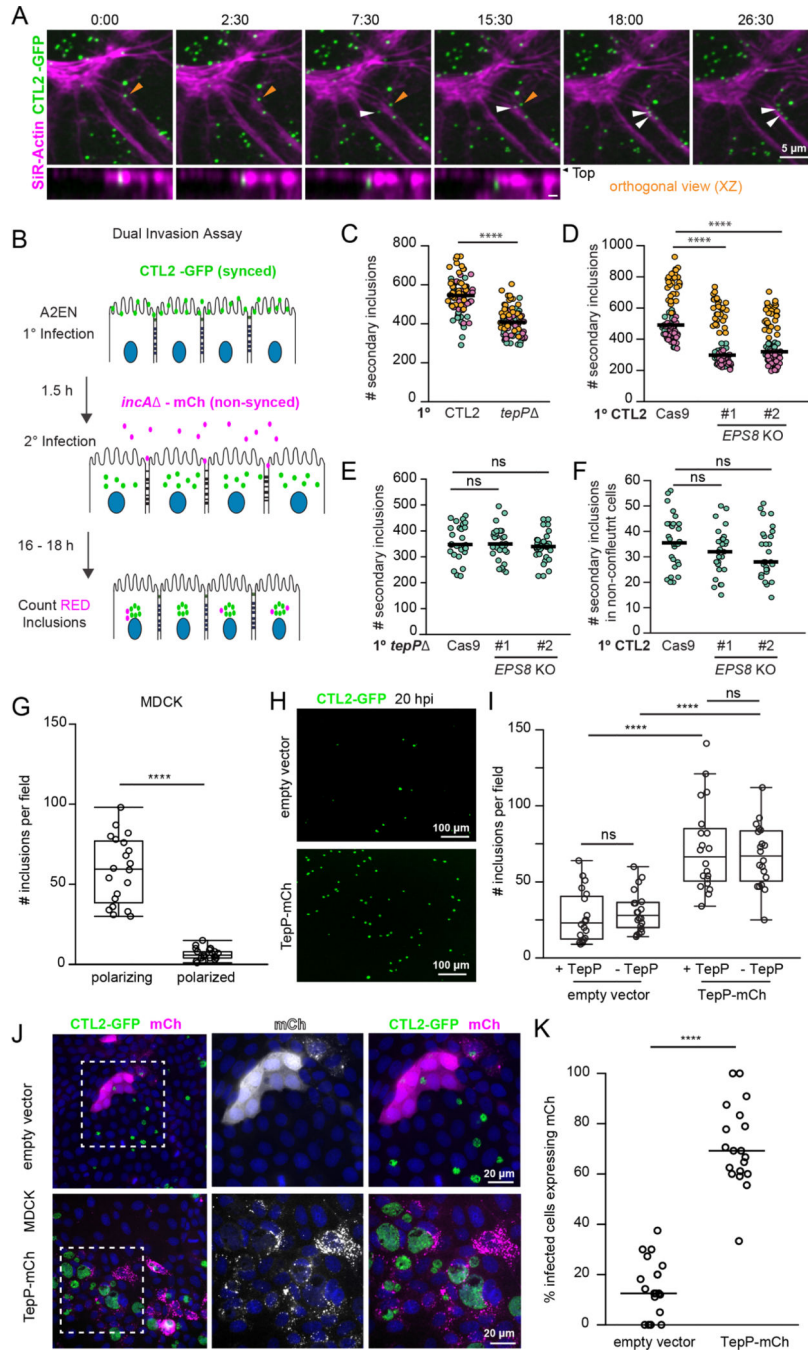 A
0:00 2:30 7:30 15:30 18:00 26:30
SiR-Actin CTL2 -GFP
5 µm
Top
orthogonal view (XZ)
B
Dual Invasion Assay
CTL2 -GFP (synced)
A2EN
1° Infection
1.5 h
incAΔ - mCh (non-synced)
2° Infection
16 - 18 h
Count RED
Inclusions
C
# secondary inclusions
800
600
400
200
0
****
1° CTL2 tepPΔ
D
# secondary inclusions
1000
800
600
400
200
0
****
****
1° CTL2 Cas9 #1 #2
EPS8 KO
E
# secondary inclusions
600
500
400
300
200
100
0
ns
ns
1° tepPΔ Cas9 #1 #2
EPS8 KO
F
# secondary inclusions
in non-confleutnt cells
60
40
20
0
ns
ns
1° CTL2 Cas9 #1 #2
EPS8 KO
G
MDCK
# inclusions per field
150
100
50
0
****
polarizing polarized
H
CTL2-GFP 20 hpi
empty vector
100 µm
TepP-mCh
100 µm
I
# inclusions per field
150
100
50
0
ns
****
****
ns
+ TepP - TepP + TepP - TepP
empty vector TepP-mCh
J
CTL2-GFP mCh mCh CTL2-GFP mCh
empty vector
20 µm
MDCK
TepP-mCh
20 µm
K
% infected cells expressing mCh
100
80
60
40
20
0
****
empty vector TepP-mCh